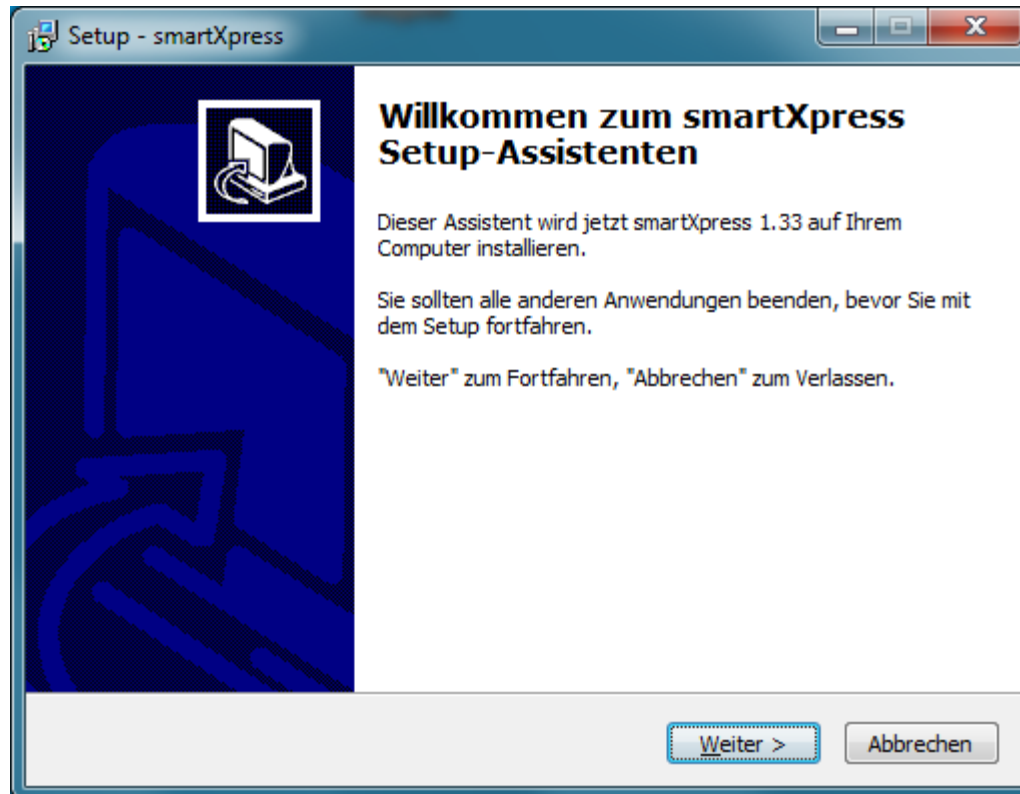 Setup - smartXpress
Willkommen zum smartXpress
Setup-Assistenten
Dieser Assistent wird jetzt smartXpress 1.33 auf Ihrem
Computer installieren.
Sie sollten alle anderen Anwendungen beenden, bevor Sie mit
dem Setup fortfahren.
"Weiter" zum Fortfahren, "Abbrechen" zum Verlassen.
Weiter >
Abbrechen